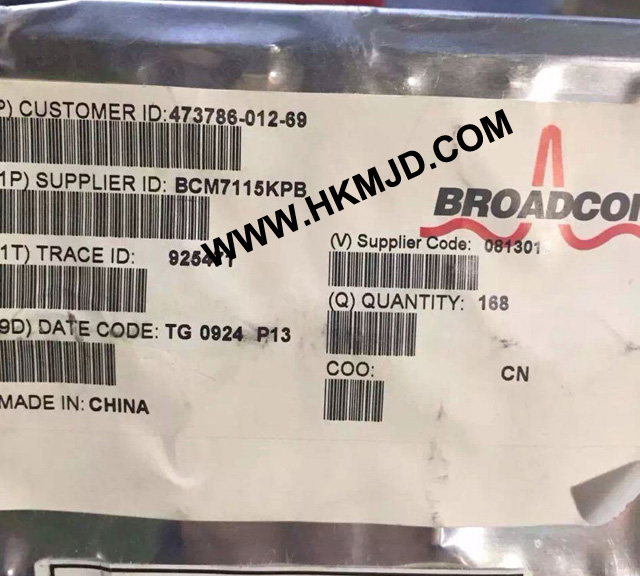 P) CUSTOMER ID:473786-012-69
1P) SUPPLIER ID: BCM7115KPB
WWW.HKMJD.COM
BROADCOM
1T) TRACE ID:
(V) Supplier Code: 081301
(Q) QUANTITY: 168
9D) DATE CODE: TG 0924 P13
COO: CN
MADE IN: CHINA